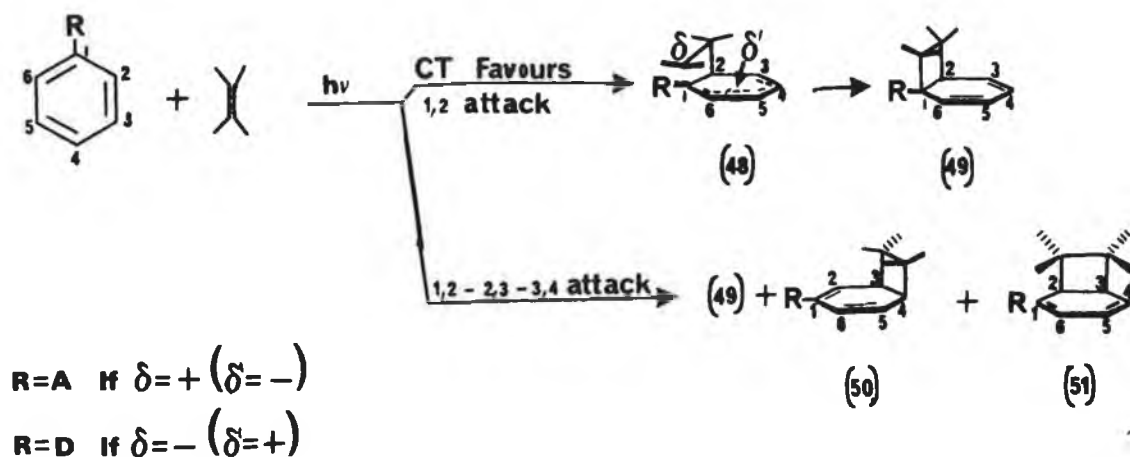 R
1
6
2
5
3
4
+
hν
CT Favours
1,2 attack
δ
δ'
2
3
R
1
6
5
4
(48)
2
3
R
1
6
5
4
(49)
1,2 - 2,3 - 3,4 attack
(49) + R
2
3
1
6
5
4
(50)
+
R
2
3
1
6
5
4
(51)
R=A If δ=+ (δ=−)
R=D If δ=− (δ=+)